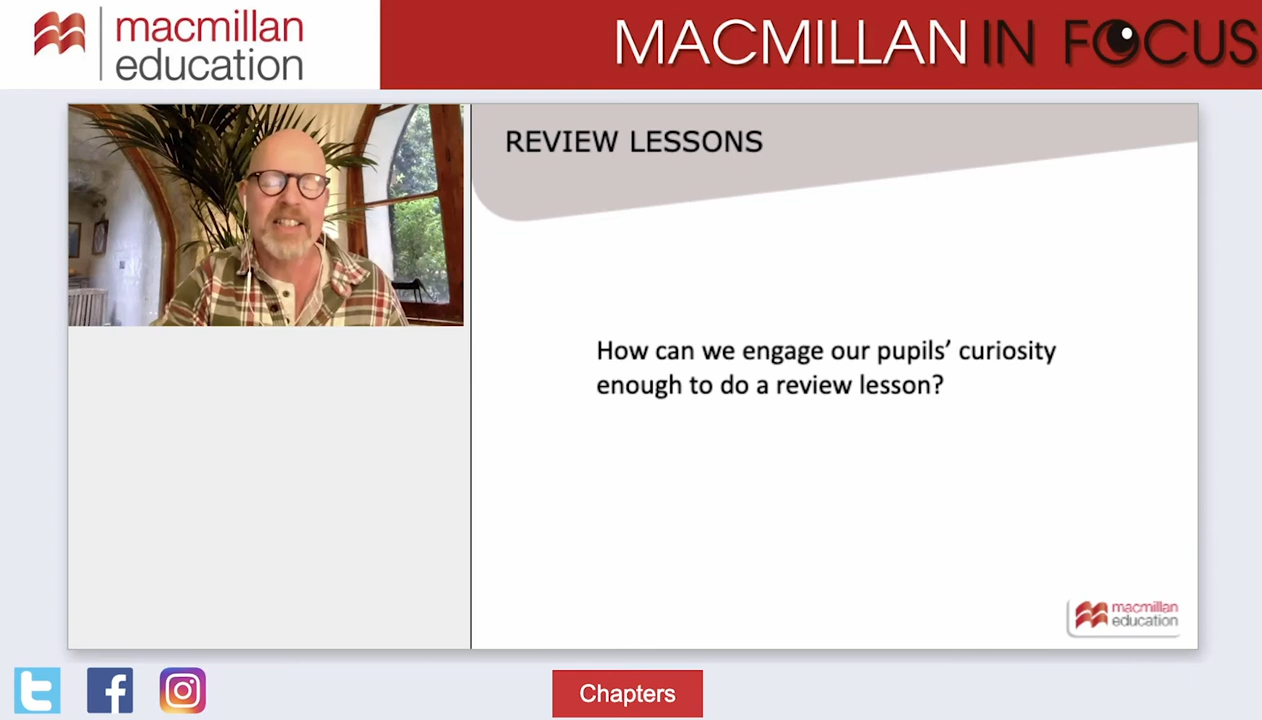 macmillan
education
MACMILLAN IN FOCUS
REVIEW LESSONS
How can we engage our pupils’ curiosity
enough to do a review lesson?
macmillan
education
Chapters